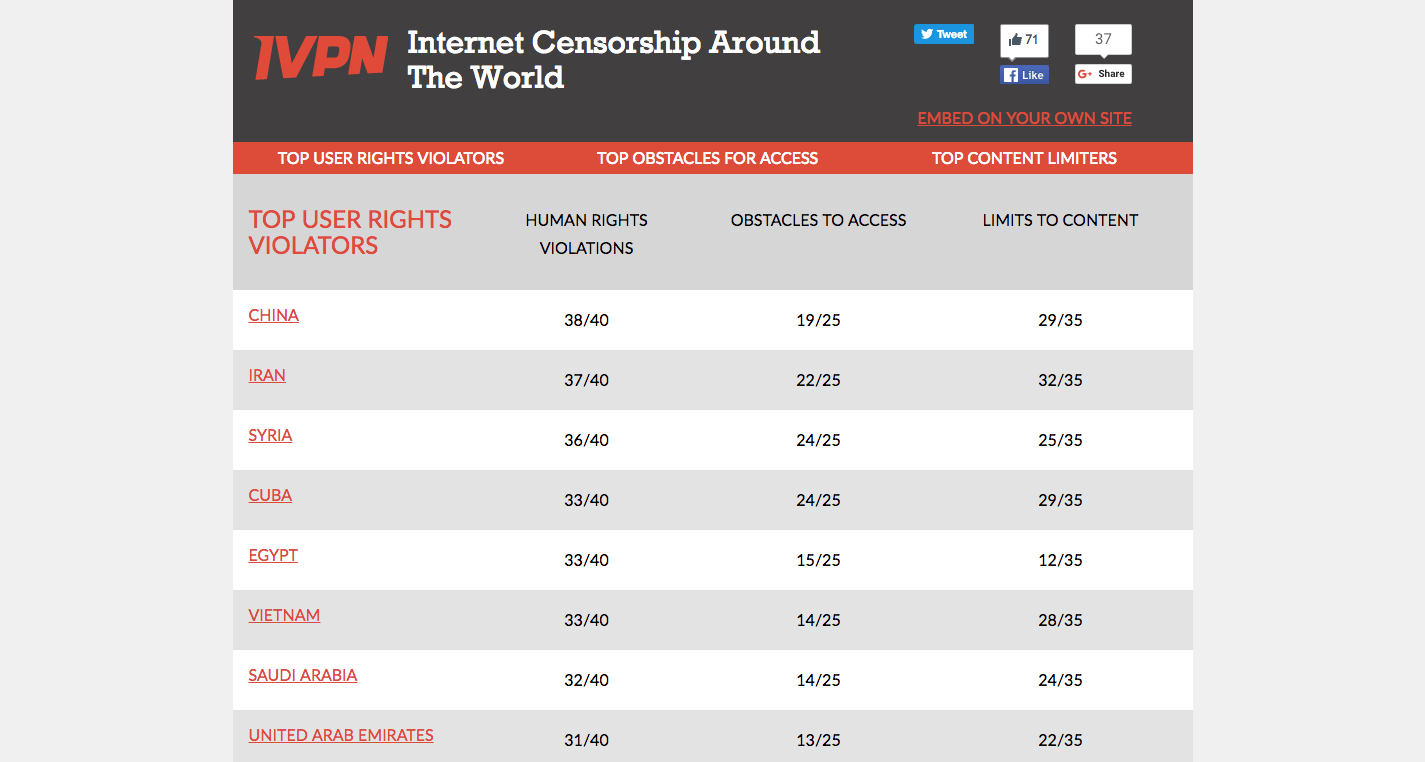 IVPN
Internet Censorship Around
The World
Tweet
71
Like
37
G+ Share
EMBED ON YOUR OWN SITE
TOP USER RIGHTS VIOLATORS TOP OBSTACLES FOR ACCESS TOP CONTENT LIMITERS
TOP USER RIGHTS
VIOLATORS
HUMAN RIGHTS
VIOLATIONS
OBSTACLES TO ACCESS
LIMITS TO CONTENT
CHINA 38/40 19/25 29/35
IRAN 37/40 22/25 32/35
SYRIA 36/40 24/25 25/35
CUBA 33/40 24/25 29/35
EGYPT 33/40 15/25 12/35
VIETNAM 33/40 14/25 28/35
SAUDI ARABIA 32/40 14/25 24/35
UNITED ARAB EMIRATES 31/40 13/25 22/35